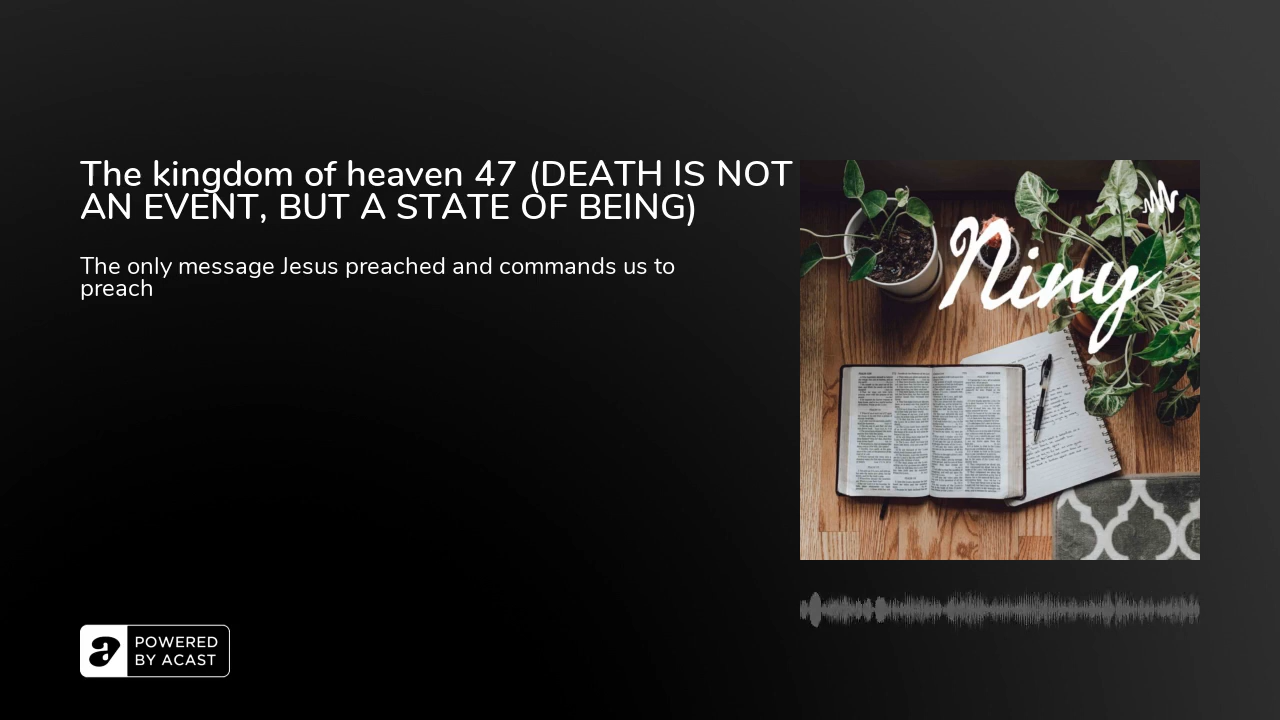 The kingdom of heaven 47 (DEATH IS NOT
AN EVENT, BUT A STATE OF BEING)
The only message Jesus preached and commands us to
preach
Niny
POWERED
BY ACAST